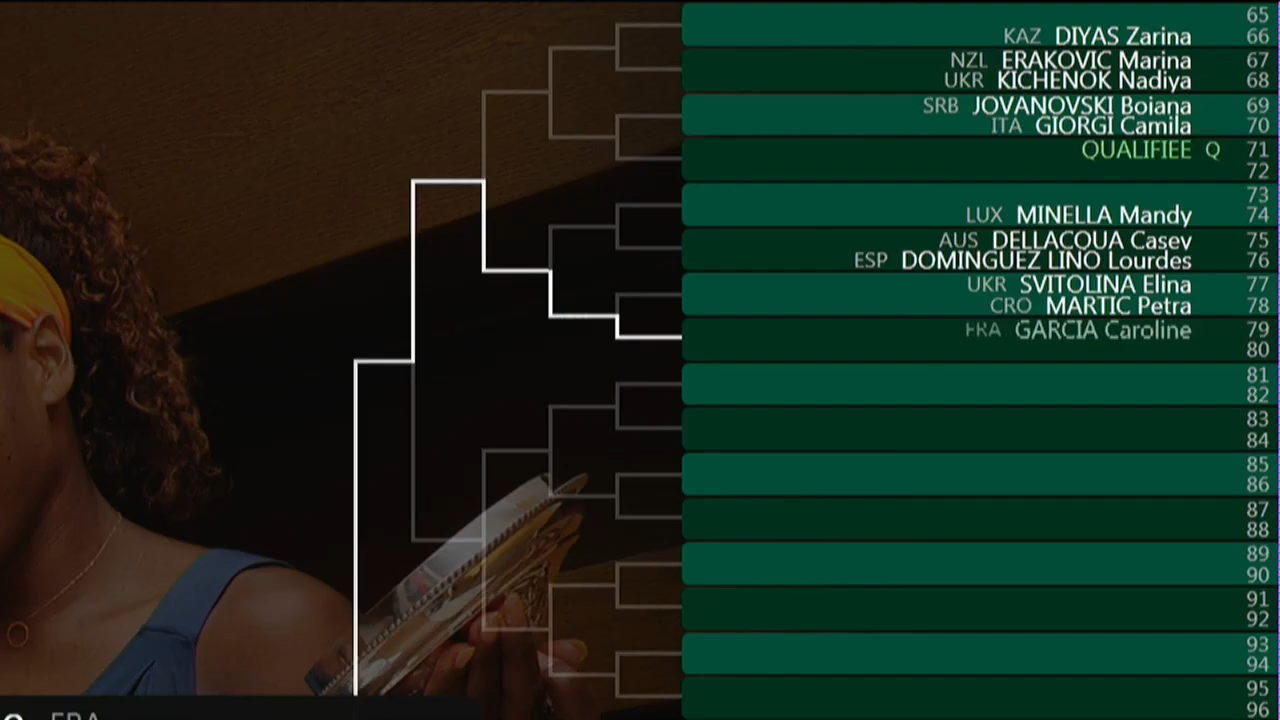 65
KAZ DIYAS Zarina 66
NZL ERAKOVIC Marina 67
UKR KICHENOK Nadiya 68
SRB JOVANOVSKI Bojana 69
ITA GIORGI Camila 70
QUALIFIEE Q 71
72
73
LUX MINELLA Mandy 74
AUS DELLACQUA Casey 75
ESP DOMINGUEZ LINO Lourdes 76
UKR SVITOLINA Elina 77
CRO MARTIC Petra 78
FRA GARCIA Caroline 79
80
81
82
83
84
85
86
87
88
89
90
91
92
93
94
95
96